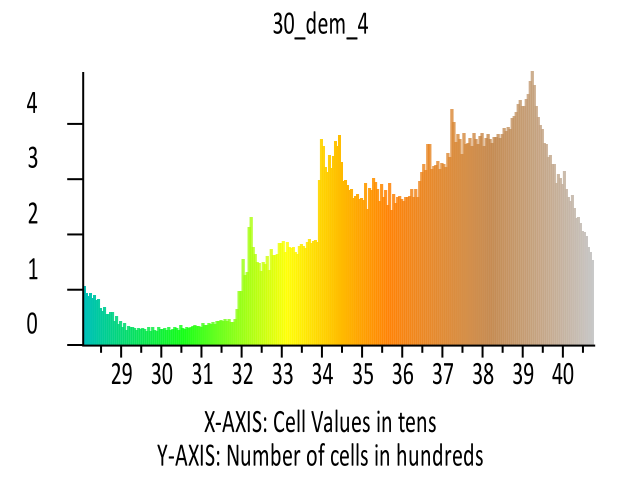 30_dem_4
4
3
2
1
0
29 30 31 32 33 34 35 36 37 38 39 40
X-AXIS: Cell Values in tens
Y-AXIS: Number of cells in hundreds